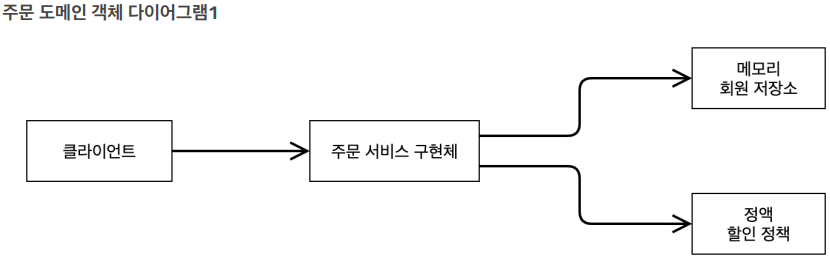 주문 도메인 객체 다이어그램1
메모리
회원 저장소
클라이언트
주문 서비스 구현체
정액
할인 정책